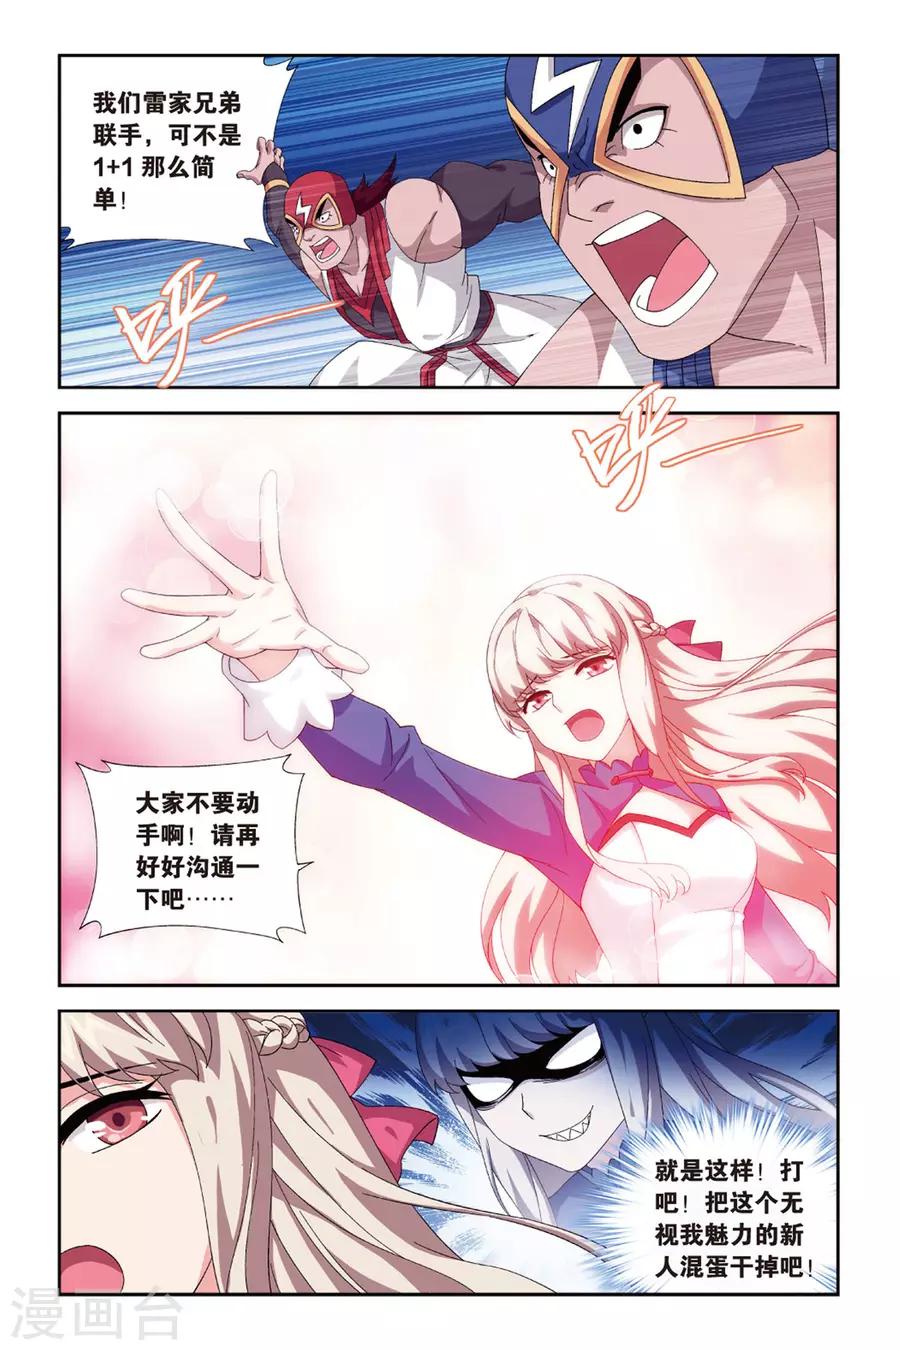 我们雷家兄弟
联手，可不是
1+1 那么简
单！
呼
呼
大家不要动
手啊！请再
好好沟通一
下吧……
就是这样！打
吧！把这个无
视我魅力的新
人混蛋干掉吧！
漫画台